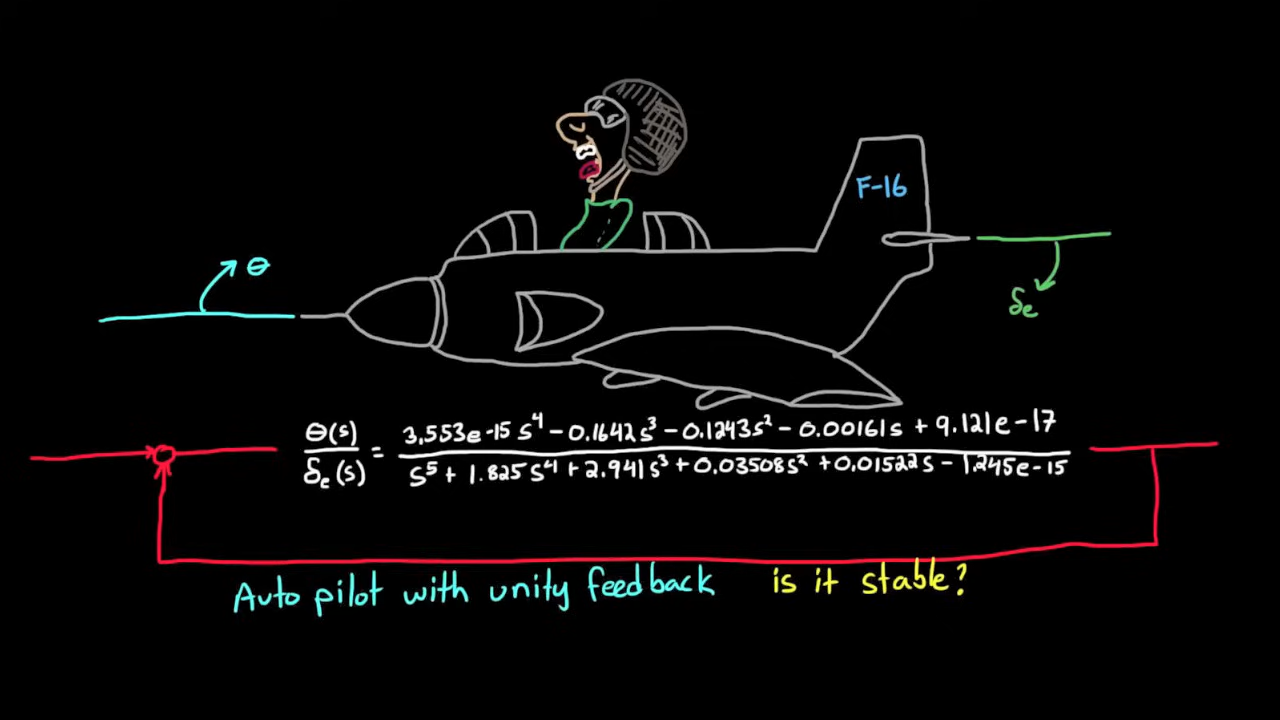 F-16
θ
δe
θ(s)/δe(s) = (3.553e-15 s⁴ - 0.1642s³ - 0.1243s² - 0.00161s + 9.121e-17)/(s⁵ + 1.825s⁴ + 2.941s³ + 0.03508s² + 0.01522s - 1.245e-15)
Auto pilot with unity feedback is it stable?